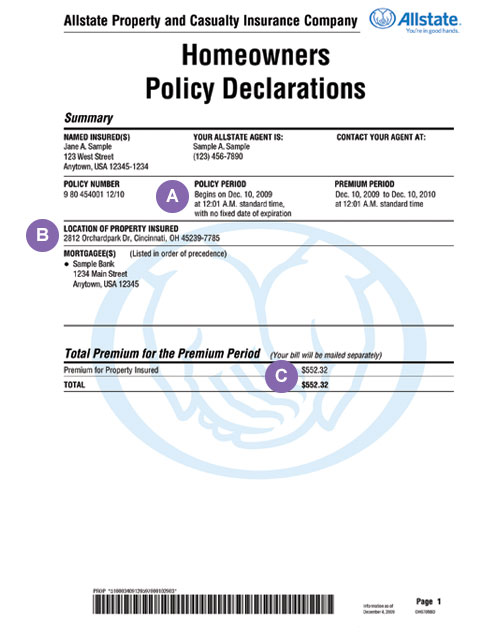 Allstate Property and Casualty Insurance Company
Allstate.
You're in good hands.
Homeowners
Policy Declarations
Summary
NAMED INSURED(S)
Jane A. Sample
123 West Street
Anytown, USA 12345-1234
YOUR ALLSTATE AGENT IS:
Sample A. Sample
(123) 456-7890
CONTACT YOUR AGENT AT:
POLICY NUMBER
9 80 454001 12/10
A
POLICY PERIOD
Begins on Dec. 10, 2009
at 12:01 A.M. standard time,
with no fixed date of expiration
PREMIUM PERIOD
Dec. 10, 2009 to Dec. 10, 2010
at 12:01 A.M. standard time
B
LOCATION OF PROPERTY INSURED
2812 Orchardpark Dr, Cincinnati, OH 45239-7785
MORTGAGEE(S) (Listed in order of precedence)
• Sample Bank
1234 Main Street
Anytown, USA 12345
Total Premium for the Premium Period (Your bill will be mailed separately)
Premium for Property Insured $552.32
C
TOTAL $552.32
PROP
Information as of
December 4, 2009
Page 1